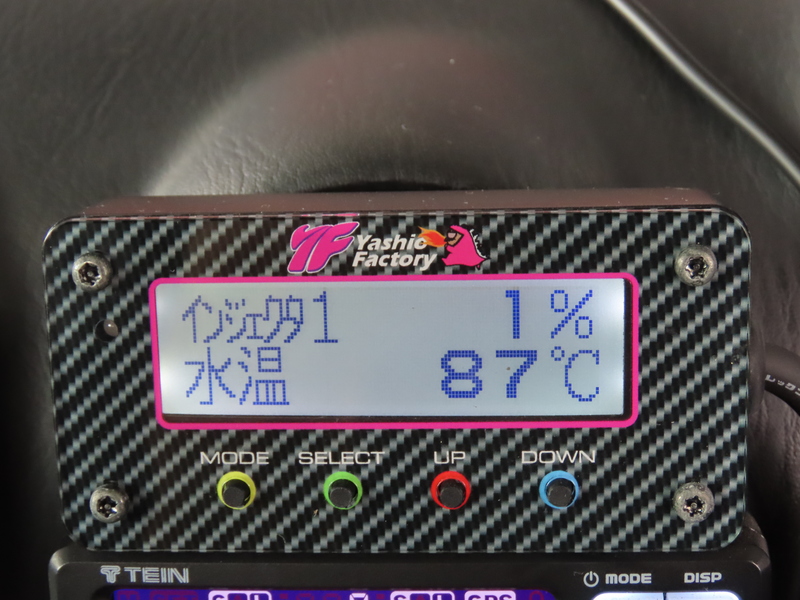 YF Yashio
Factory
インジェクタ1 1%
水温 87℃
MODE SELECT UP DOWN
TEIN MODE DISP